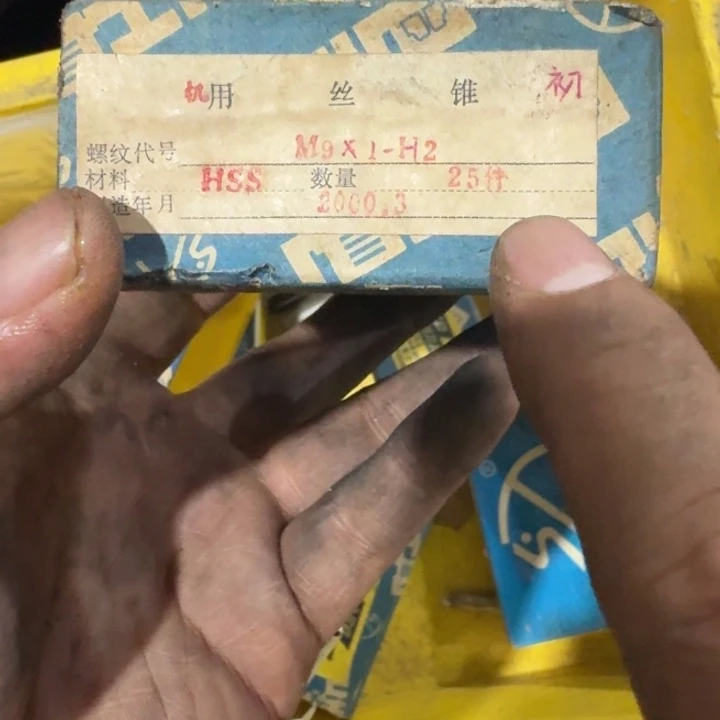 机用 丝 锥 初
螺纹代号 M9×1-H2
材料 HSS 数量 25件
造年月 2000.3